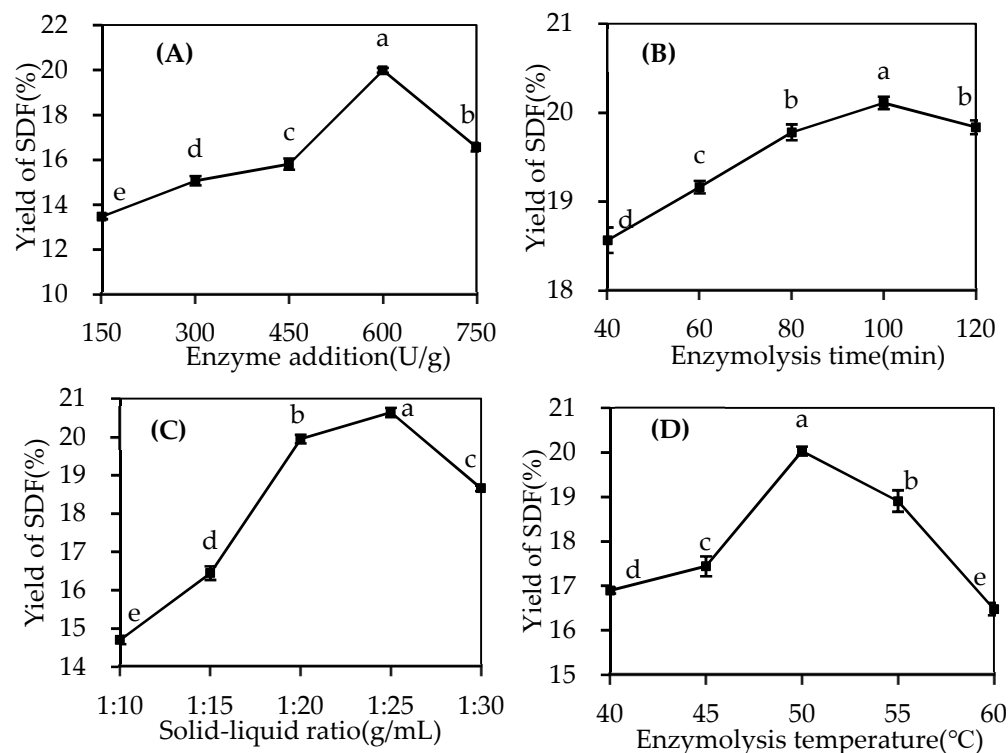 (A)
Yield of SDF(%)
22
20
18
16
14
12
10
e
d
c
a
b
150 300 450 600 750
Enzyme addition(U/g)
(B)
Yield of SDF(%)
21
20
19
18
d
c
b
a
b
40 60 80 100 120
Enzymolysis time(min)
(C)
Yield of SDF(%)
21
20
19
18
17
16
15
14
e
d
b
a
c
1:10 1:15 1:20 1:25 1:30
Solid-liquid ratio(g/mL)
(D)
Yield of SDF(%)
21
20
19
18
17
16
15
d
c
a
b
e
40 45 50 55 60
Enzymolysis temperature(°C)